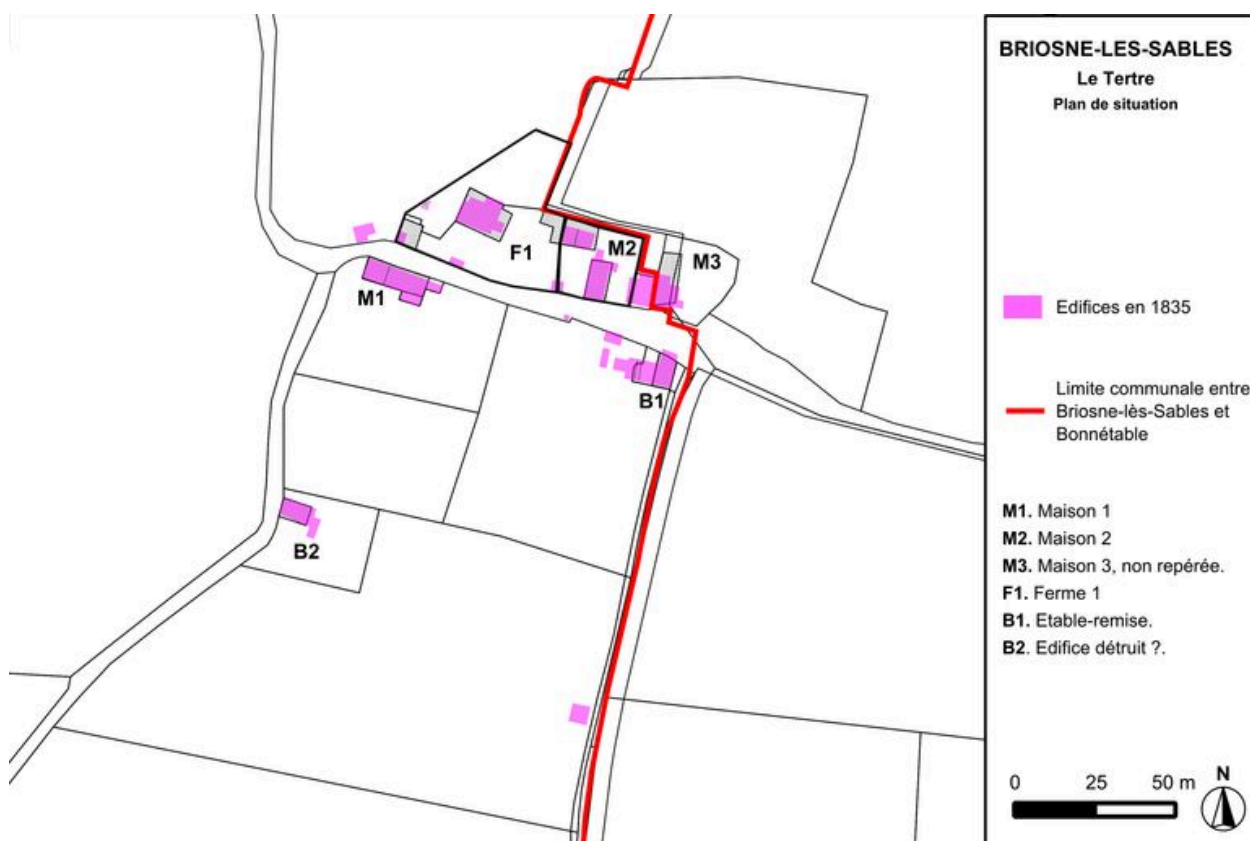 BRIOSNE-LES-SABLES
Le Tertre
Plan de situation
F1
M2
M3
M1
B1
B2
Edifices en 1835
Limite communale entre
Briosne-lès-Sables et
Bonnétable
M1. Maison 1
M2. Maison 2
M3. Maison 3, non repérée.
F1. Ferme 1
B1. Etable-remise.
B2. Edifice détruit ?.
0 25 50 m N